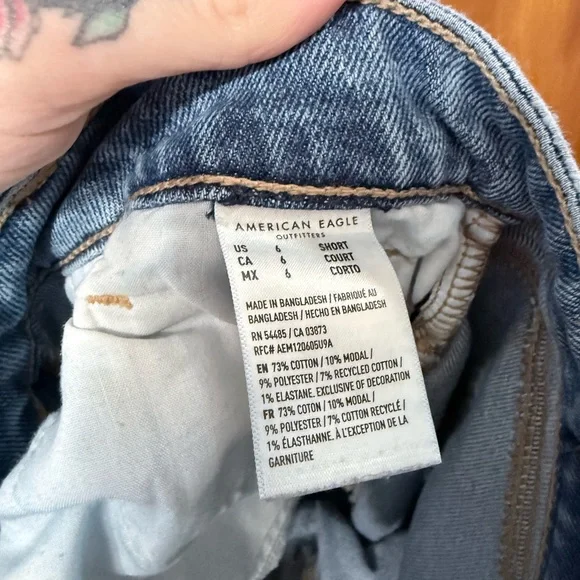 AMERICAN EAGLE
OUTFITTERS
US 6 SHORT
CA 6 COURT
MX 6 CORTO
MADE IN BANGLADESH / FABRIQUÉ AU
BANGLADESH / HECHO EN BANGLADESH
RN 54485 / CA 03873
RFC# AEM120605U9A
EN 73% COTTON / 10% MODAL /
9% POLYESTER / 7% RECYCLED COTTON /
1% ELASTANE. EXCLUSIVE OF DECORATION
FR 73% COTON / 10% MODAL /
9% POLYESTER / 7% COTON RECYCLÉ /
1% ÉLASTHANNE. À L'EXCEPTION DE LA
GARNITURE